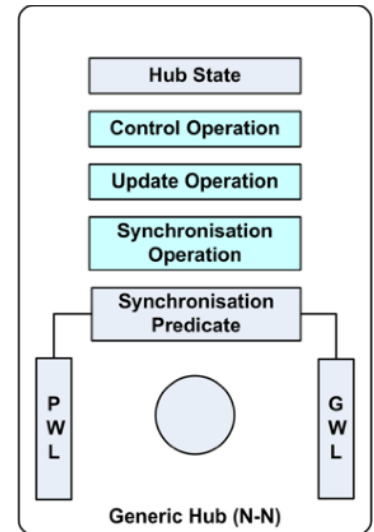 Hub State
Control Operation
Update Operation
Synchronisation
Operation
Synchronisation
Predicate
P
W
L
G
W
L
Generic Hub (N-N)